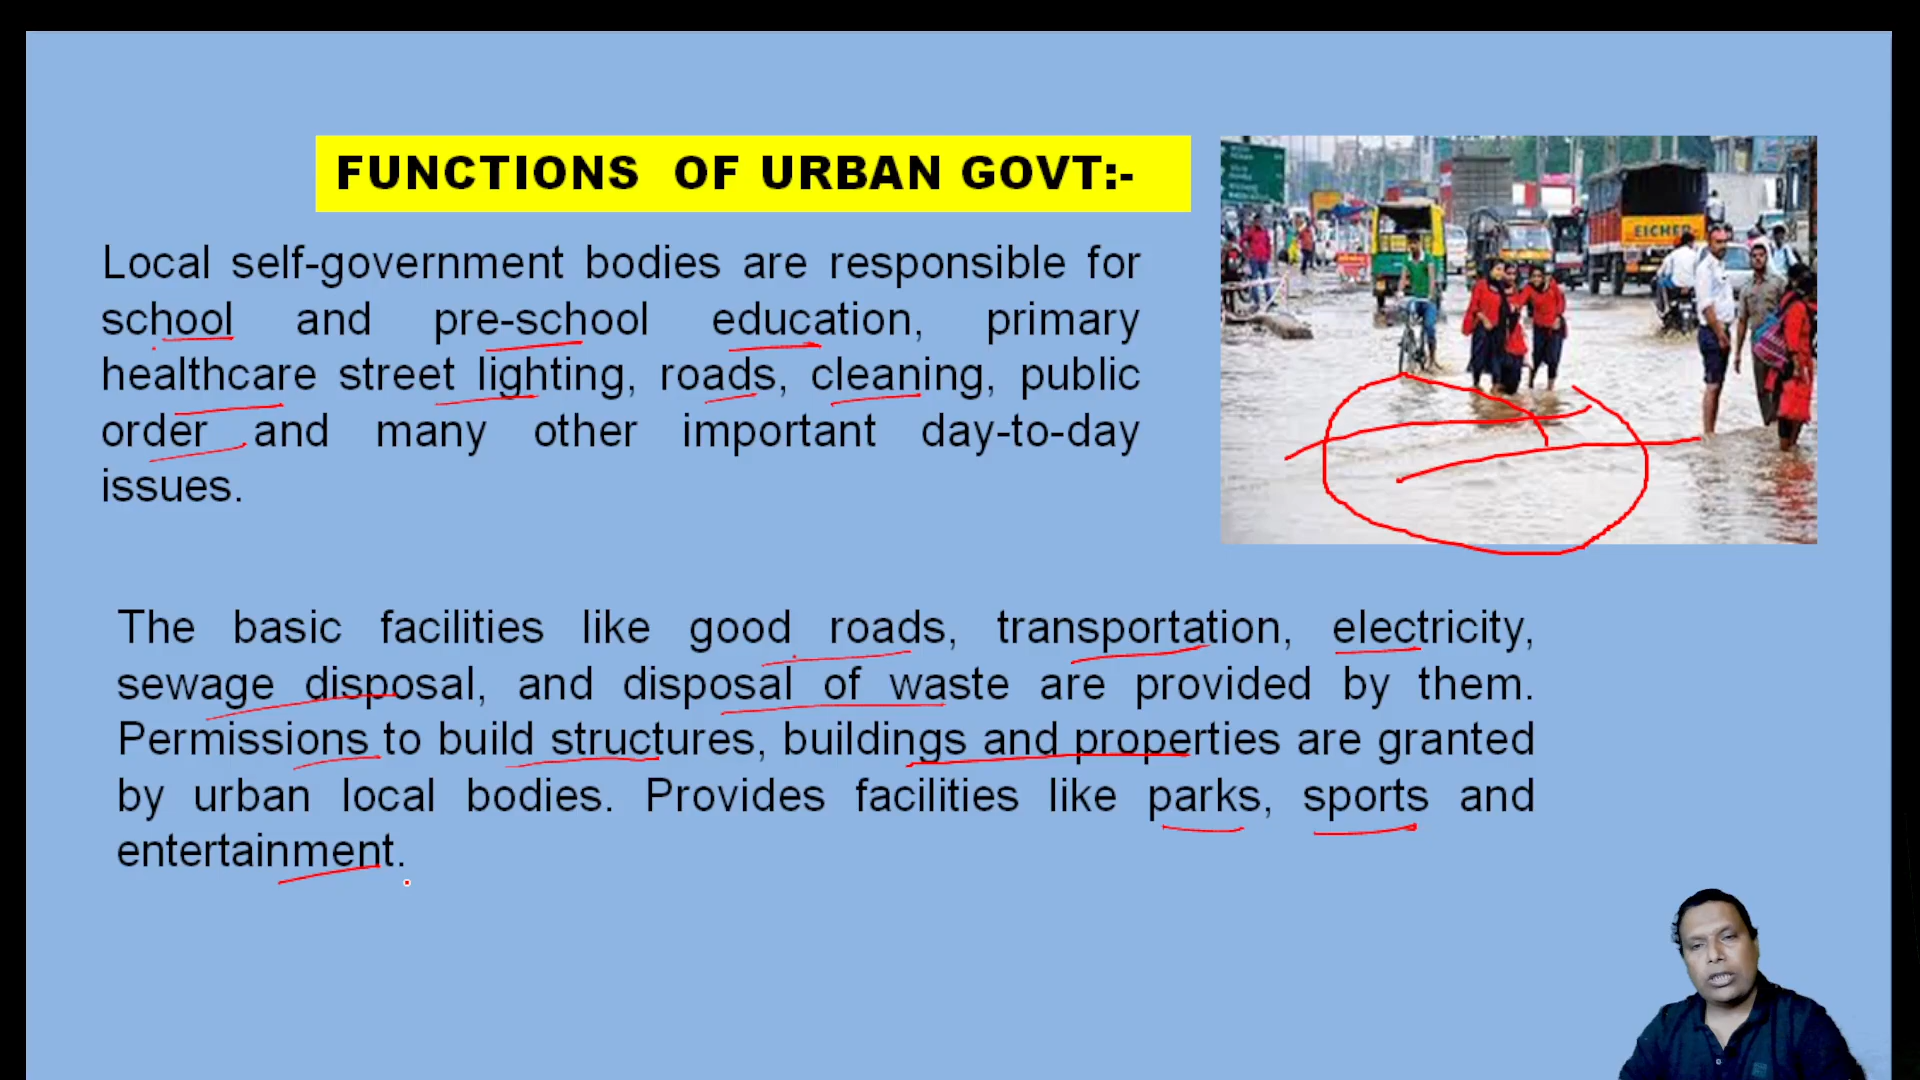 FUNCTIONS OF URBAN GOVT:-
Local self-government bodies are responsible for
school and pre-school education, primary
healthcare street lighting, roads, cleaning, public
order and many other important day-to-day
issues.
EICHER
The basic facilities like good roads, transportation, electricity,
sewage disposal, and disposal of waste are provided by them.
Permissions to build structures, buildings and properties are granted
by urban local bodies. Provides facilities like parks, sports and
entertainment.